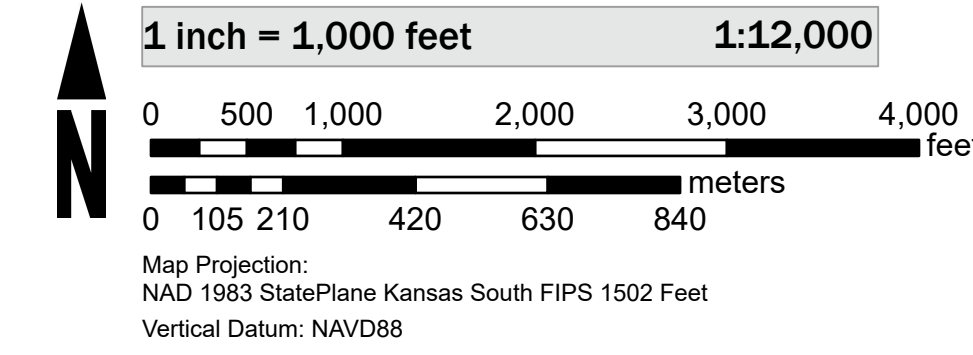 N
1 inch = 1,000 feet 1:12,000
0 500 1,000 2,000 3,000 4,000
feet
meters
0 105 210 420 630 840
Map Projection:
NAD 1983 StatePlane Kansas South FIPS 1502 Feet
Vertical Datum: NAVD88